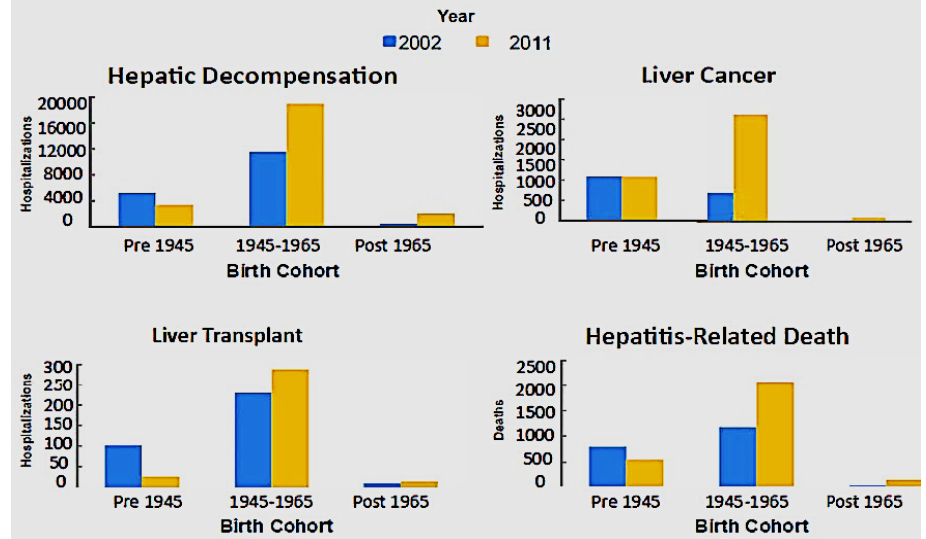 Year
2002 2011
Hepatic Decompensation
Hospitalizations
20000
16000
12000
8000
4000
0
Pre 1945 1945-1965 Post 1965
Birth Cohort
Liver Cancer
Hospitalizations
3000
2500
2000
1500
1000
500
0
Pre 1945 1945-1965 Post 1965
Birth Cohort
Liver Transplant
Hospitalizations
300
250
200
150
100
50
0
Pre 1945 1945-1965 Post 1965
Birth Cohort
Hepatitis-Related Death
Deaths
2500
2000
1500
1000
500
0
Pre 1945 1945-1965 Post 1965
Birth Cohort